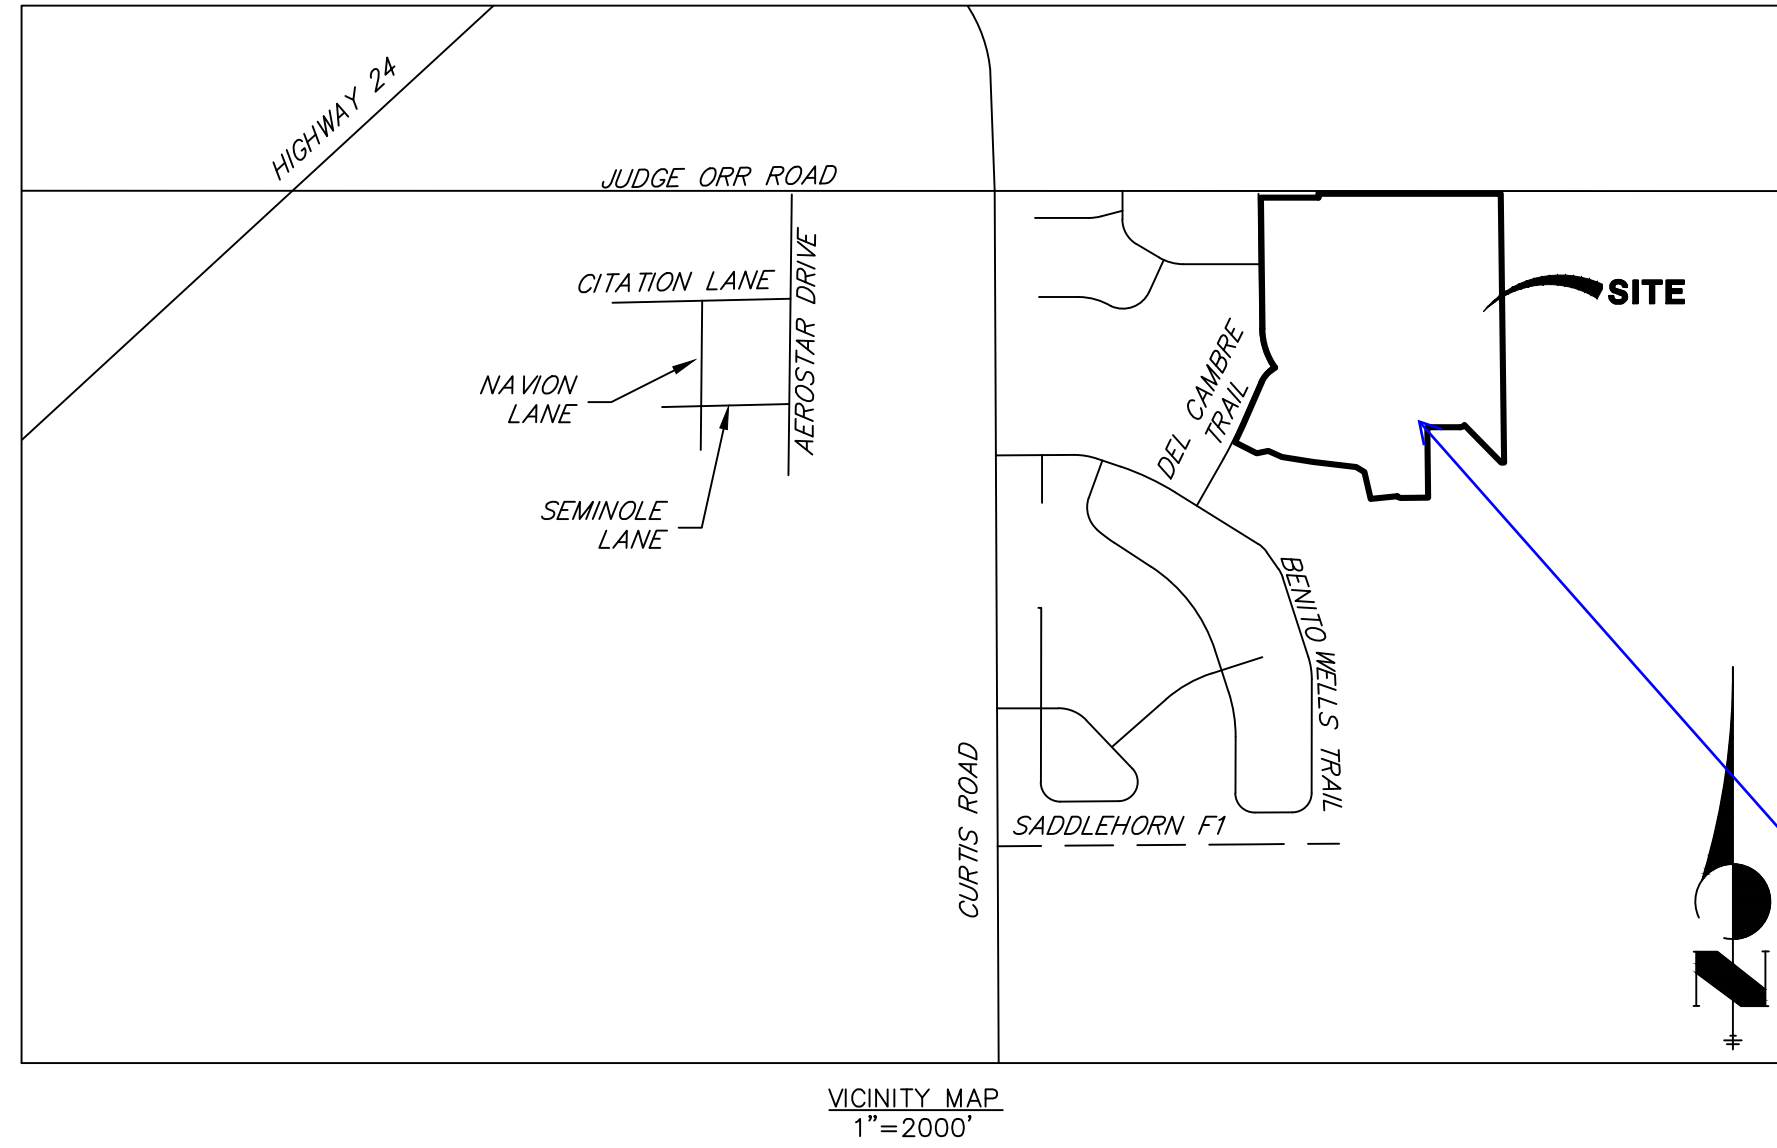 HIGHWAY 24
JUDGE ORR ROAD
CITATION LANE
AEROSTAR DRIVE
SITE
NAVION
LANE
DEL CAMBRE
TRAIL
SEMINOLE
LANE
BENITO WELLS TRAIL
CURTIS ROAD
SADDLEHORN F1
N
VICINITY MAP
1"=2000'